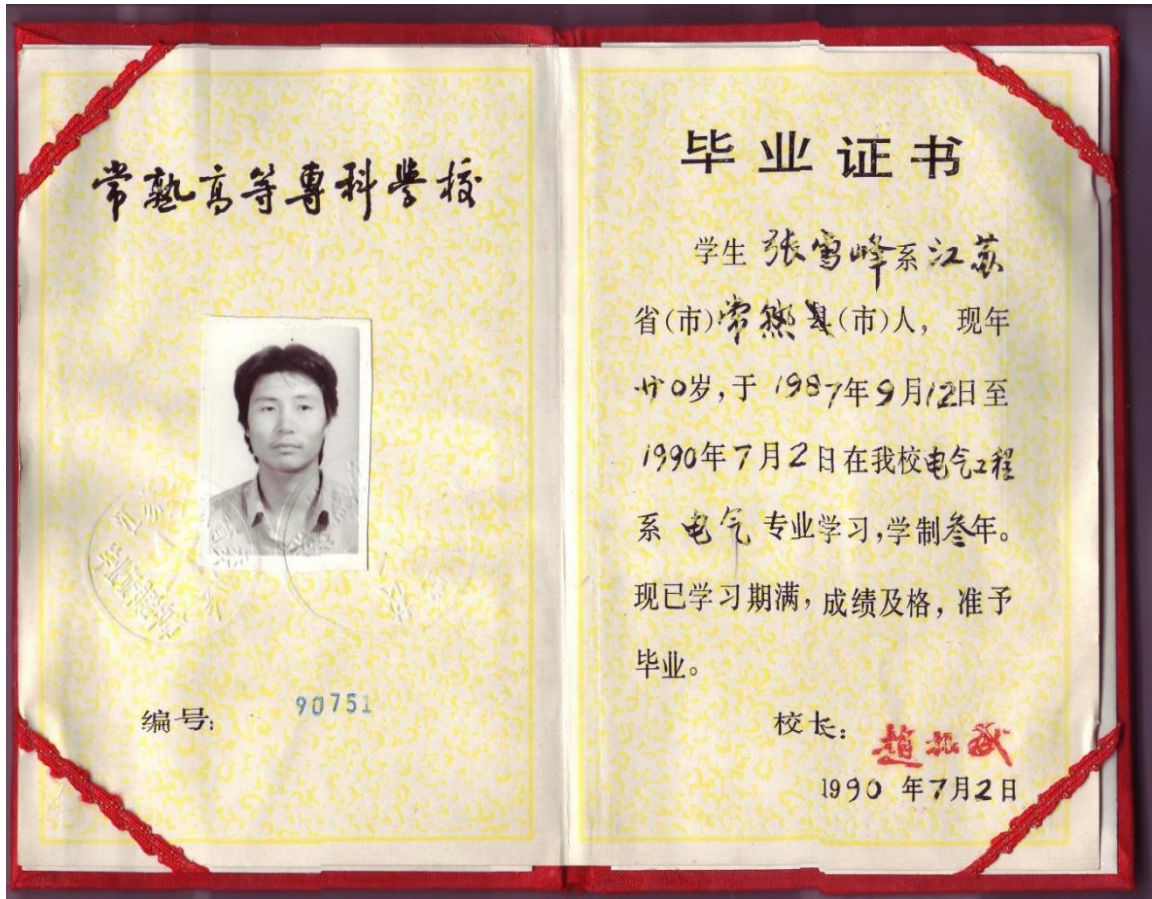 常熟高等專科學校
编号: 90751
毕业证书
学生 张雪峰 系 江苏
省(市)常熟县(市)人, 现年
廿0岁, 于 1987年9月12日至
1990年7月2日在我校电气工程
系 电气 专业学习, 学制叁年。
现已学习期满, 成绩及格, 准予
毕业。
校长: 趙振武
1990 年7月2日